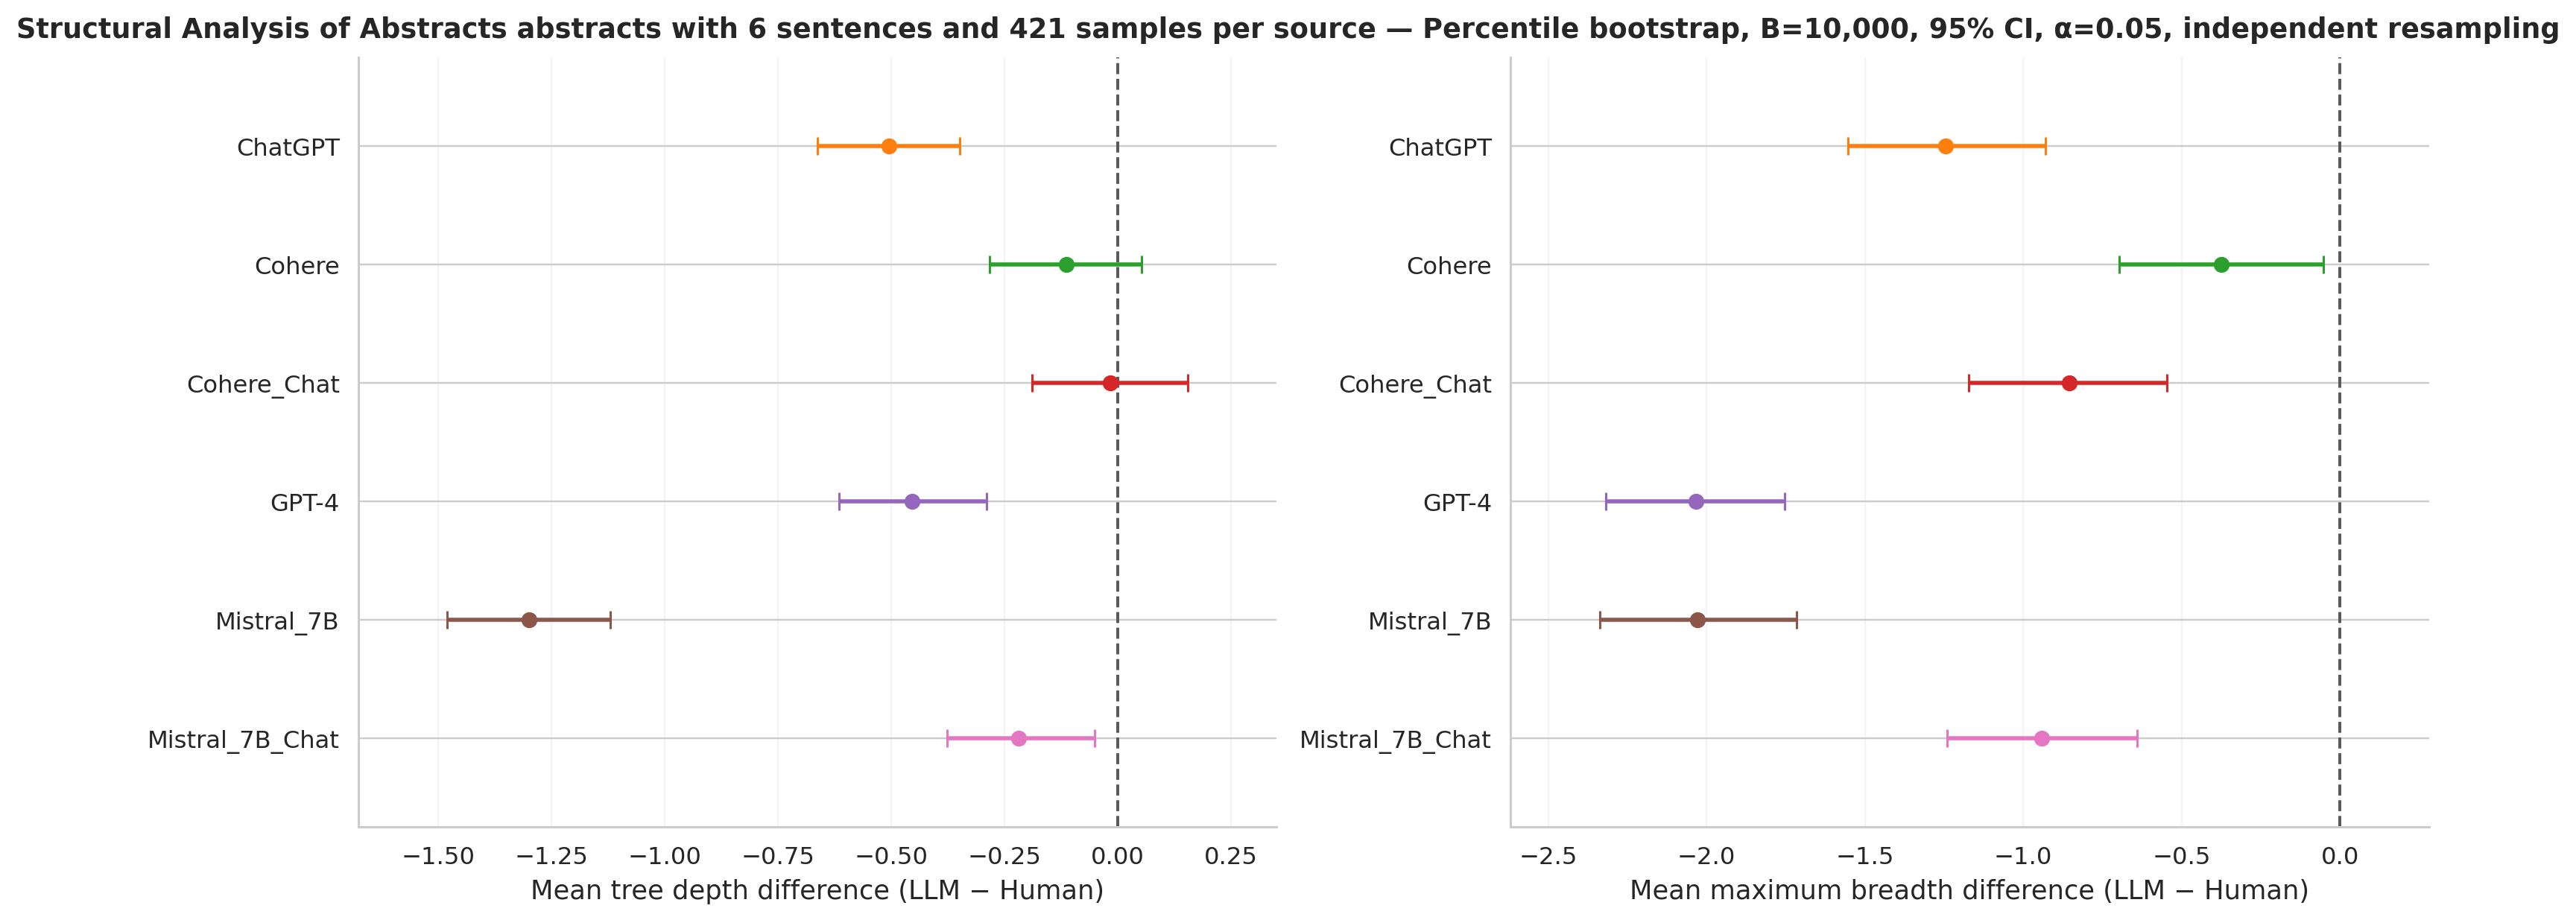 Structural Analysis of Abstracts abstracts with 6 sentences and 421 samples per source — Percentile bootstrap, B=10,000, 95% CI, α=0.05, independent resampling
ChatGPT
Cohere
Cohere_Chat
GPT-4
Mistral_7B
Mistral_7B_Chat
−1.50 −1.25 −1.00 −0.75 −0.50 −0.25 0.00 0.25
Mean tree depth difference (LLM − Human)
ChatGPT
Cohere
Cohere_Chat
GPT-4
Mistral_7B
Mistral_7B_Chat
−2.5 −2.0 −1.5 −1.0 −0.5 0.0
Mean maximum breadth difference (LLM − Human)